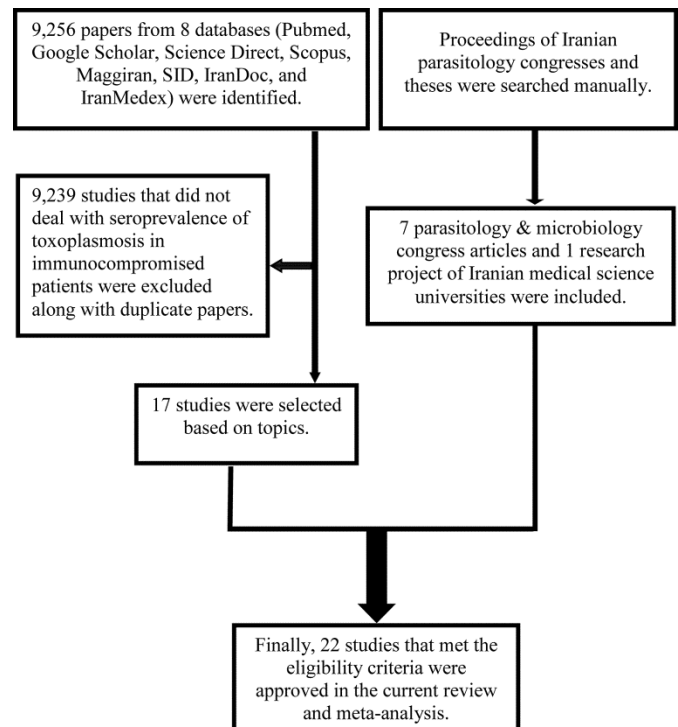 9,256 papers from 8 databases (Pubmed,
Google Scholar, Science Direct, Scopus,
Maggiran, SID, IranDoc, and
IranMedex) were identified.
Proceedings of Iranian
parasitology congresses and
theses were searched manually.
9,239 studies that did not
deal with seroprevalence of
toxoplasmosis in
immunocompromised
patients were excluded
along with duplicate papers.
7 parasitology & microbiology
congress articles and 1 research
project of Iranian medical science
universities were included.
17 studies were selected
based on topics.
Finally, 22 studies that met the
eligibility criteria were
approved in the current review
and meta-analysis.